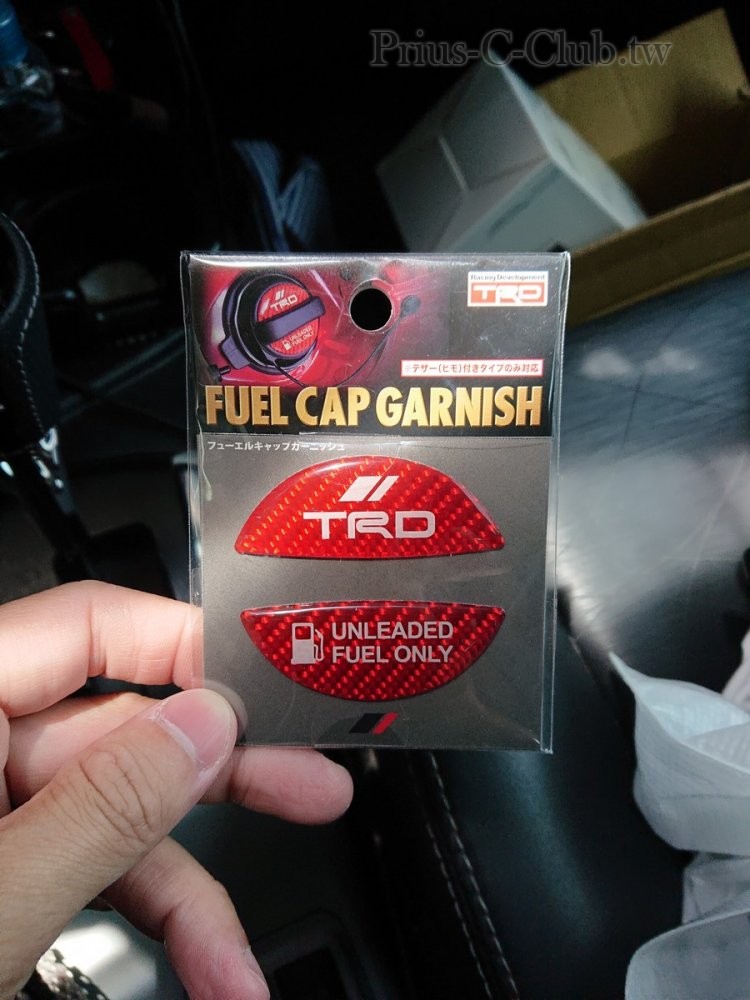 Prius-C-Club.tw
Racing Development
TRD
TRD
UNLEADED
FUEL ONLY
※テザー(ヒモ)付きタイプのみ対応
FUEL CAP GARNISH
フューエルキャップガーニッシュ
TRD
UNLEADED
FUEL ONLY